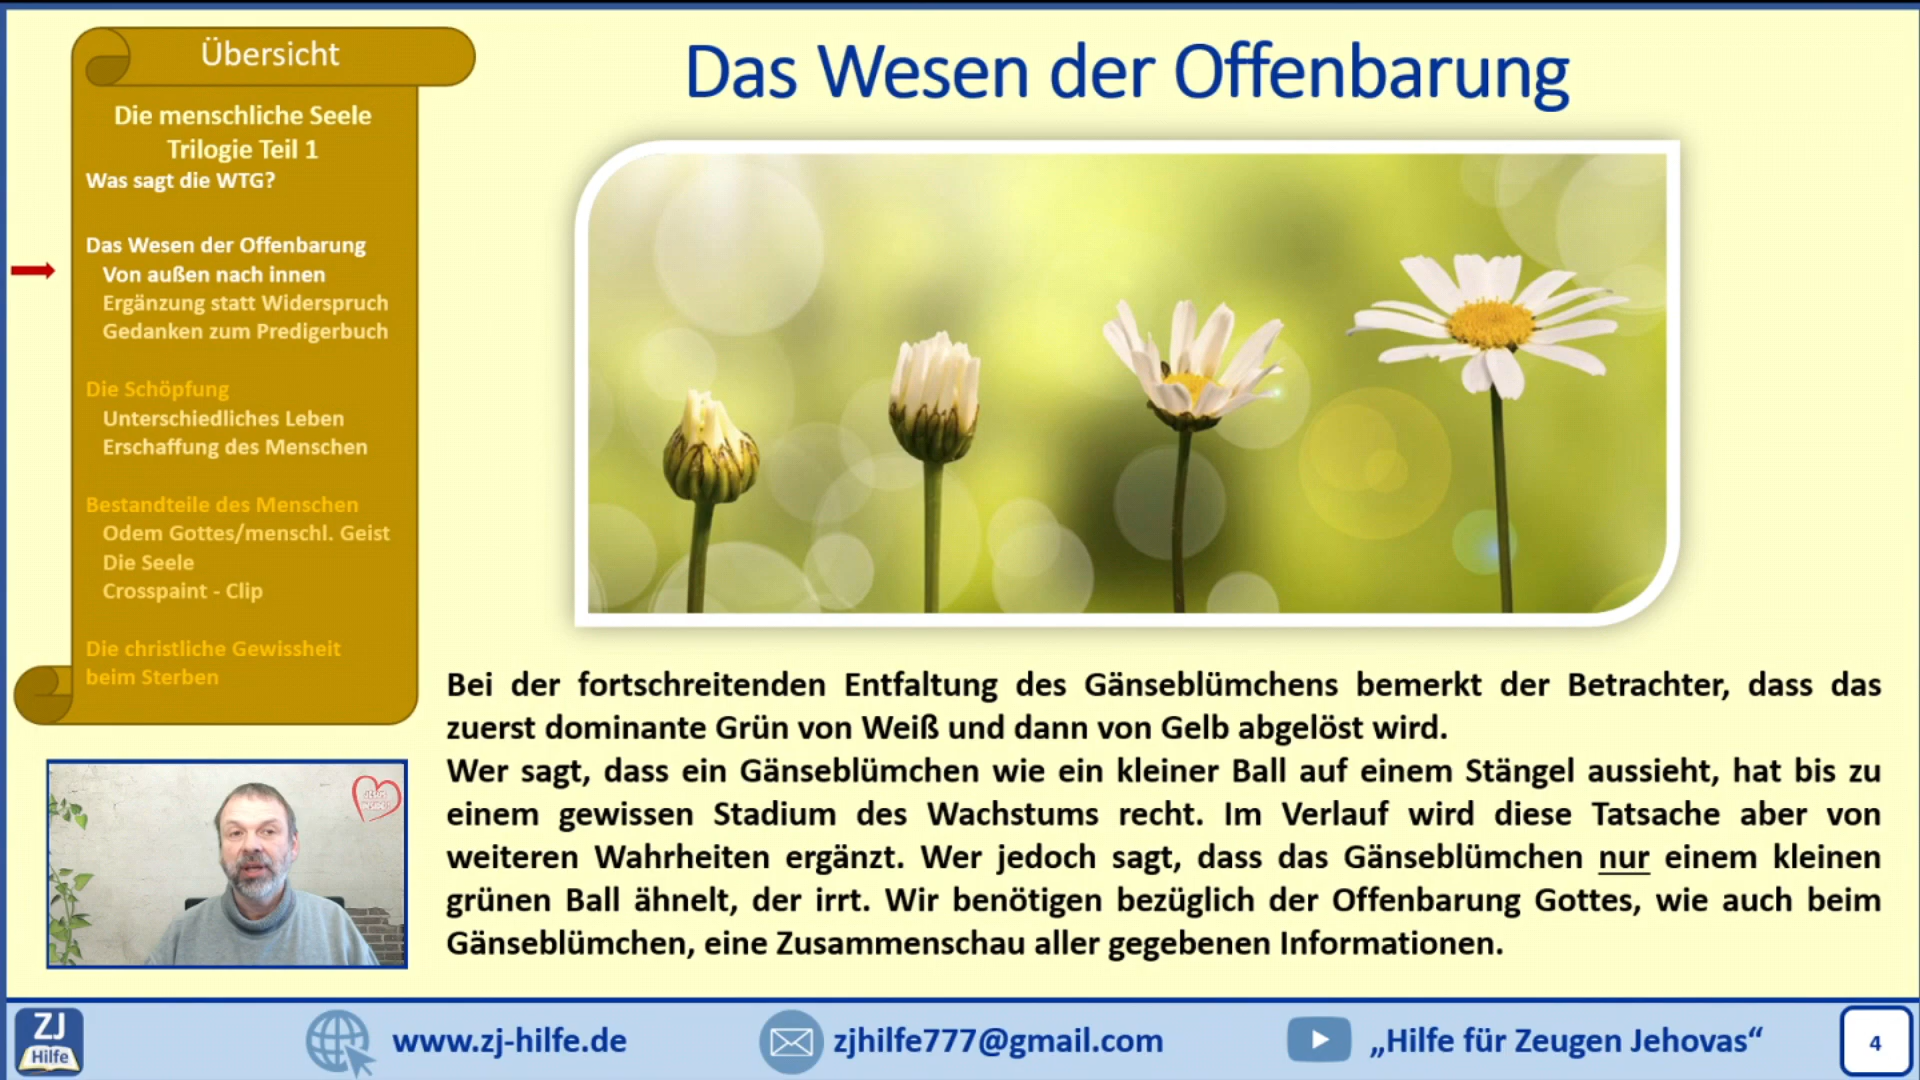 Übersicht
Die menschliche Seele
Trilogie Teil 1
Was sagt die WTG?
Das Wesen der Offenbarung
Von außen nach innen
Ergänzung statt Widerspruch
Gedanken zum Predigerbuch
Die Schöpfung
Unterschiedliches Leben
Erschaffung des Menschen
Bestandteile des Menschen
Odem Gottes/menschl. Geist
Die Seele
Crosspaint - Clip
Die christliche Gewissheit
beim Sterben
Das Wesen der Offenbarung
Bei der fortschreitenden Entfaltung des Gänseblümchens bemerkt der Betrachter, dass das
zuerst dominante Grün von Weiß und dann von Gelb abgelöst wird.
Wer sagt, dass ein Gänseblümchen wie ein kleiner Ball auf einem Stängel aussieht, hat bis zu
einem gewissen Stadium des Wachstums recht. Im Verlauf wird diese Tatsache aber von
weiteren Wahrheiten ergänzt. Wer jedoch sagt, dass das Gänseblümchen nur einem kleinen
grünen Ball ähnelt, der irrt. Wir benötigen bezüglich der Offenbarung Gottes, wie auch beim
Gänseblümchen, eine Zusammenschau aller gegebenen Informationen.
JESUS
INSIDE
ZJ
Hilfe
www.zj-hilfe.de
zjhilfe777@gmail.com
„Hilfe für Zeugen Jehovas“
4